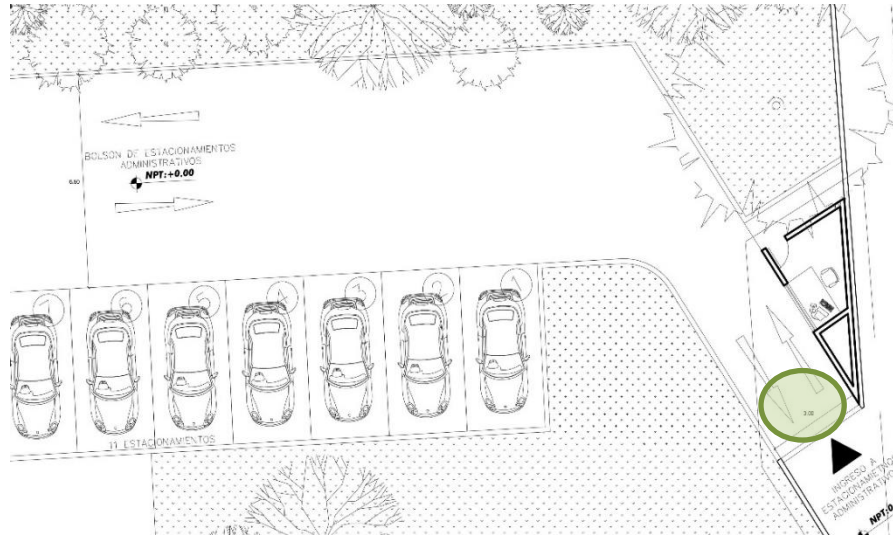 BOLSON DE ESTACIONAMIENTOS
ADMINISTRATIVOS
NPT:+0.00
6.60
7
6
5
4
3
2
1
11 ESTACIONAMIENTOS
3.00
INGRESO A
ESTACIONAMIETNOS
ADMINISTRATIVO
NPT:0